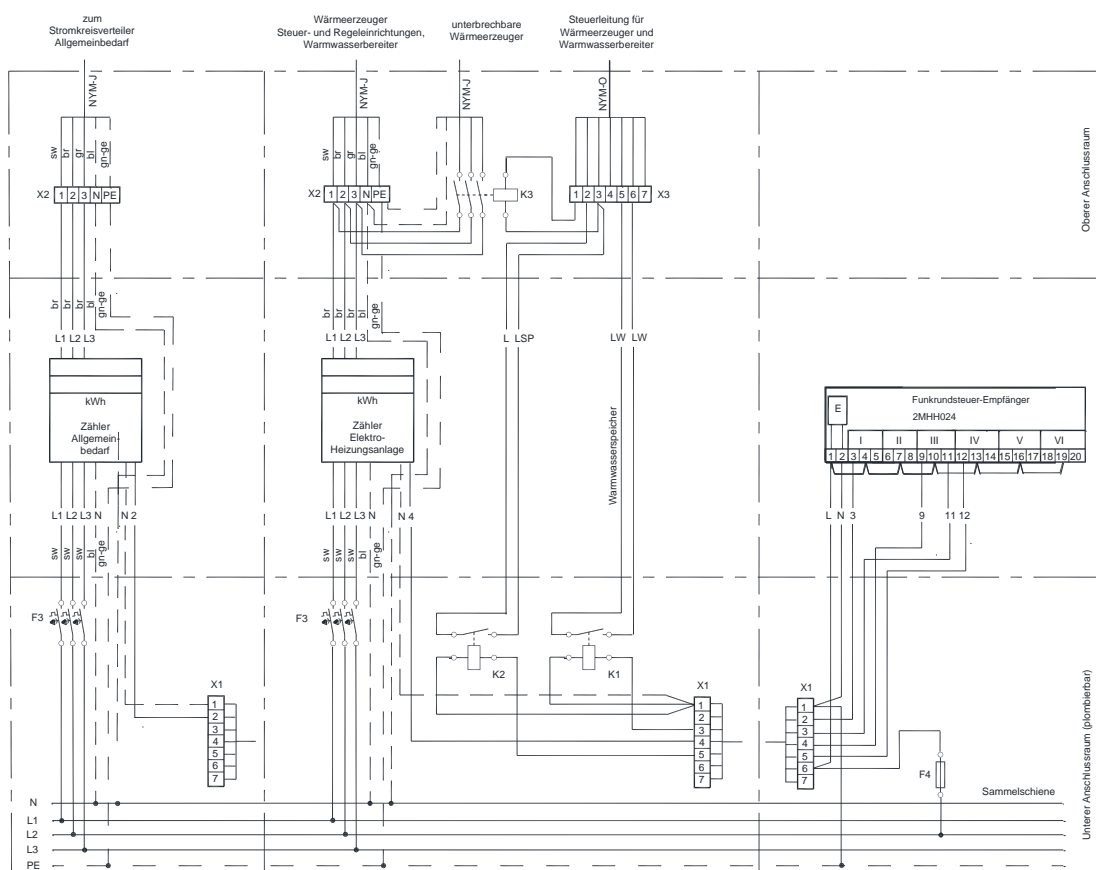 zum
Stromkreisverteiler
Allgemeinbedarf
Wärmeerzeuger
Steuer- und Regeleinrichtungen,
Warmwasserbereiter
unterbrechbare
Wärmeerzeuger
Steuerleitung für
Wärmeerzeuger und
Warmwasserbereiter
NYM-J
NYM-J
NYM-J
NYM-O
sw br gr bl gn-ge
sw br gr bl gn-ge
X2 1 2 3 N PE
X2 1 2 3 N PE
K3
1 2 3 4 5 6 7 X3
Oberer Anschlussraum
br br gr bl gn-ge
br br gr bl gn-ge
L1 L2 L3
L1 L2 L3
L LSP
LW LW
kWh
Zähler
Allgemein-
bedarf
kWh
Zähler
Elektro-
Heizungsanlage
Warmwasserspeicher
E
Funkrundsteuer-Empfänger
2MHH024
I II III IV V VI
1 2 3 4 5 6 7 8 9 10 11 12 13 14 15 16 17 18 19 20
L1 L2 L3 N N 2
L1 L2 L3 N N 4
L N 3 9 11 12
sw sw sw bl gn-ge
sw sw sw bl gn-ge
F3
F3
K2
K1
X1
1
2
3
4
5
6
7
X1
1
2
3
4
5
6
7
X1
1
2
3
4
5
6
7
F4
Sammelschiene
Unterer Anschlussraum (plombierbar)
N
L1
L2
L3
PE